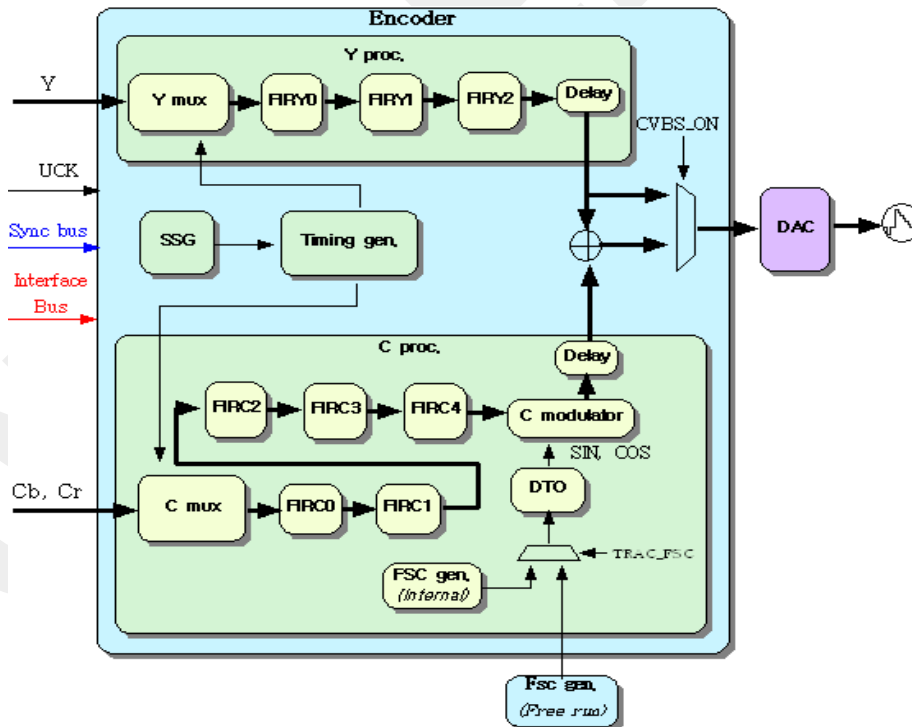 Encoder
Y proc.
Y
Y mux
FIRY0
FIRY1
FIRY2
Delay
CVBS_ON
UCK
Sync bus
SSG
Timing gen.
DAC
Interface
Bus
C proc.
Delay
FIRC2
FIRC3
FIRC4
C modulator
SIN, COS
Cb, Cr
C mux
FIRC0
FIRC1
DTO
TRAC_FSC
FSC gen.
(Internal)
Fsc gen.
(Free run)